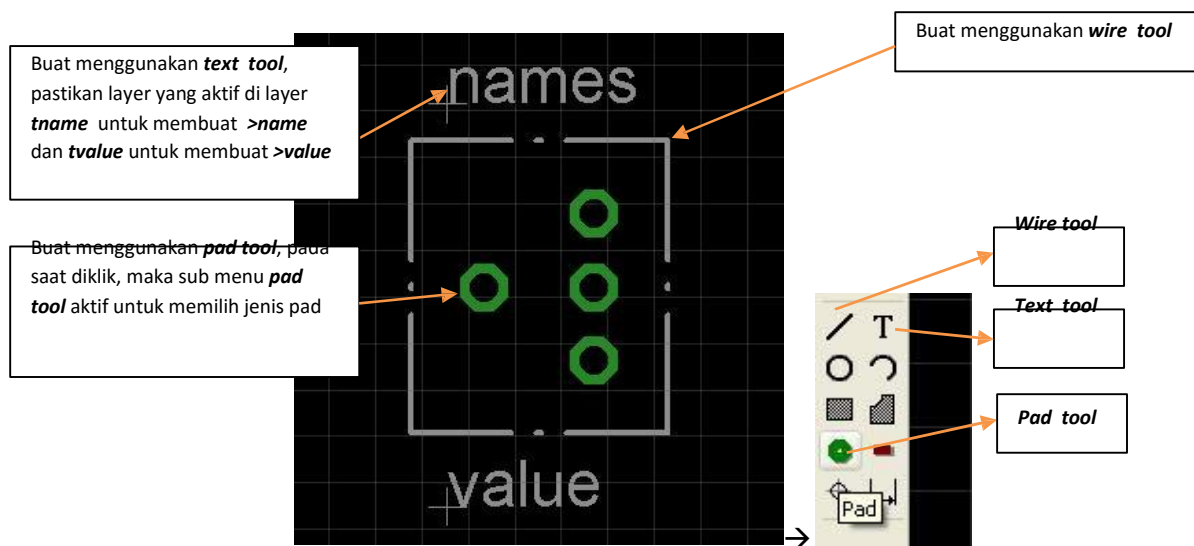 Buat menggunakan text tool,
pastikan layer yang aktif di layer
tname untuk membuat >name
dan tvalue untuk membuat >value
names
Buat menggunakan wire tool
Buat menggunakan pad tool, pada
saat diklik, maka sub menu pad
tool aktif untuk memilih jenis pad
value
Wire tool
Text tool
T
Pad tool
Pad
→